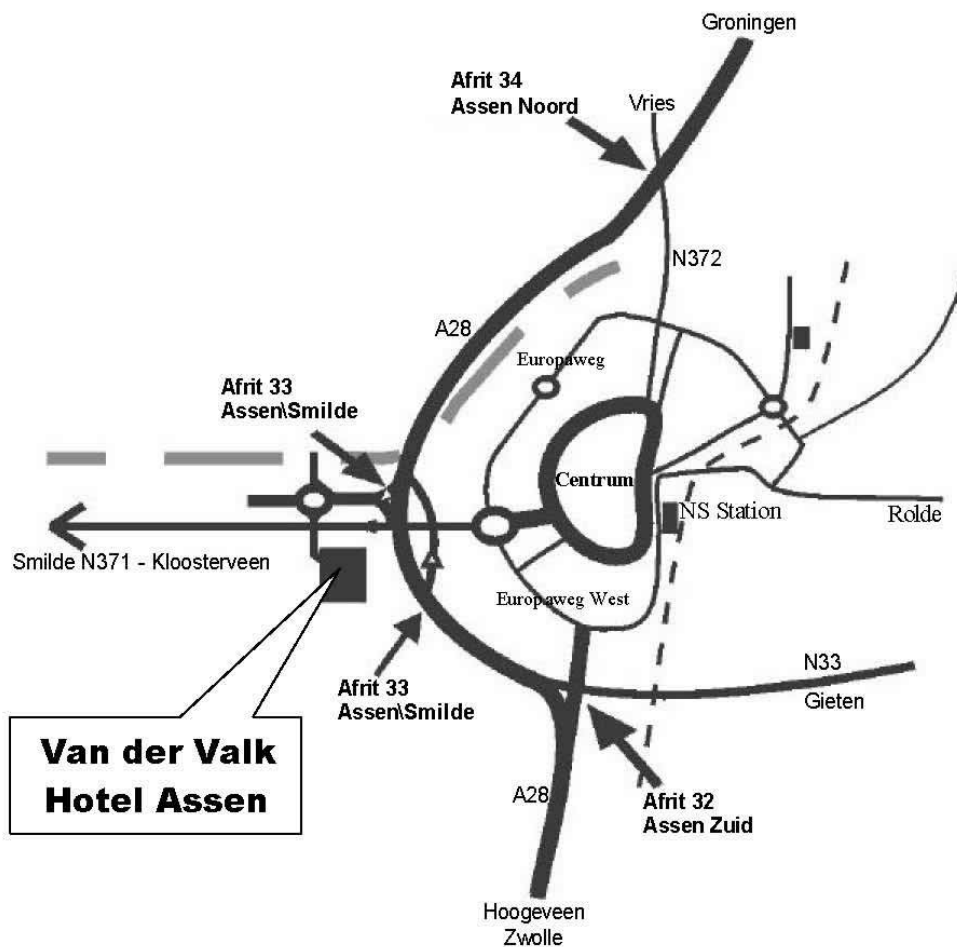 Groningen
Afrit 34
Assen Noord
Vries
N372
A28
Europaweg
Afrit 33
Assen\Smilde
Centrum
NS Station
Rolde
Smilde N371 - Kloosterveen
Europaweg West
N33
Gieten
Afrit 33
Assen\Smilde
Van der Valk
Hotel Assen
A28
Afrit 32
Assen Zuid
Hoogeveen
Zwolle